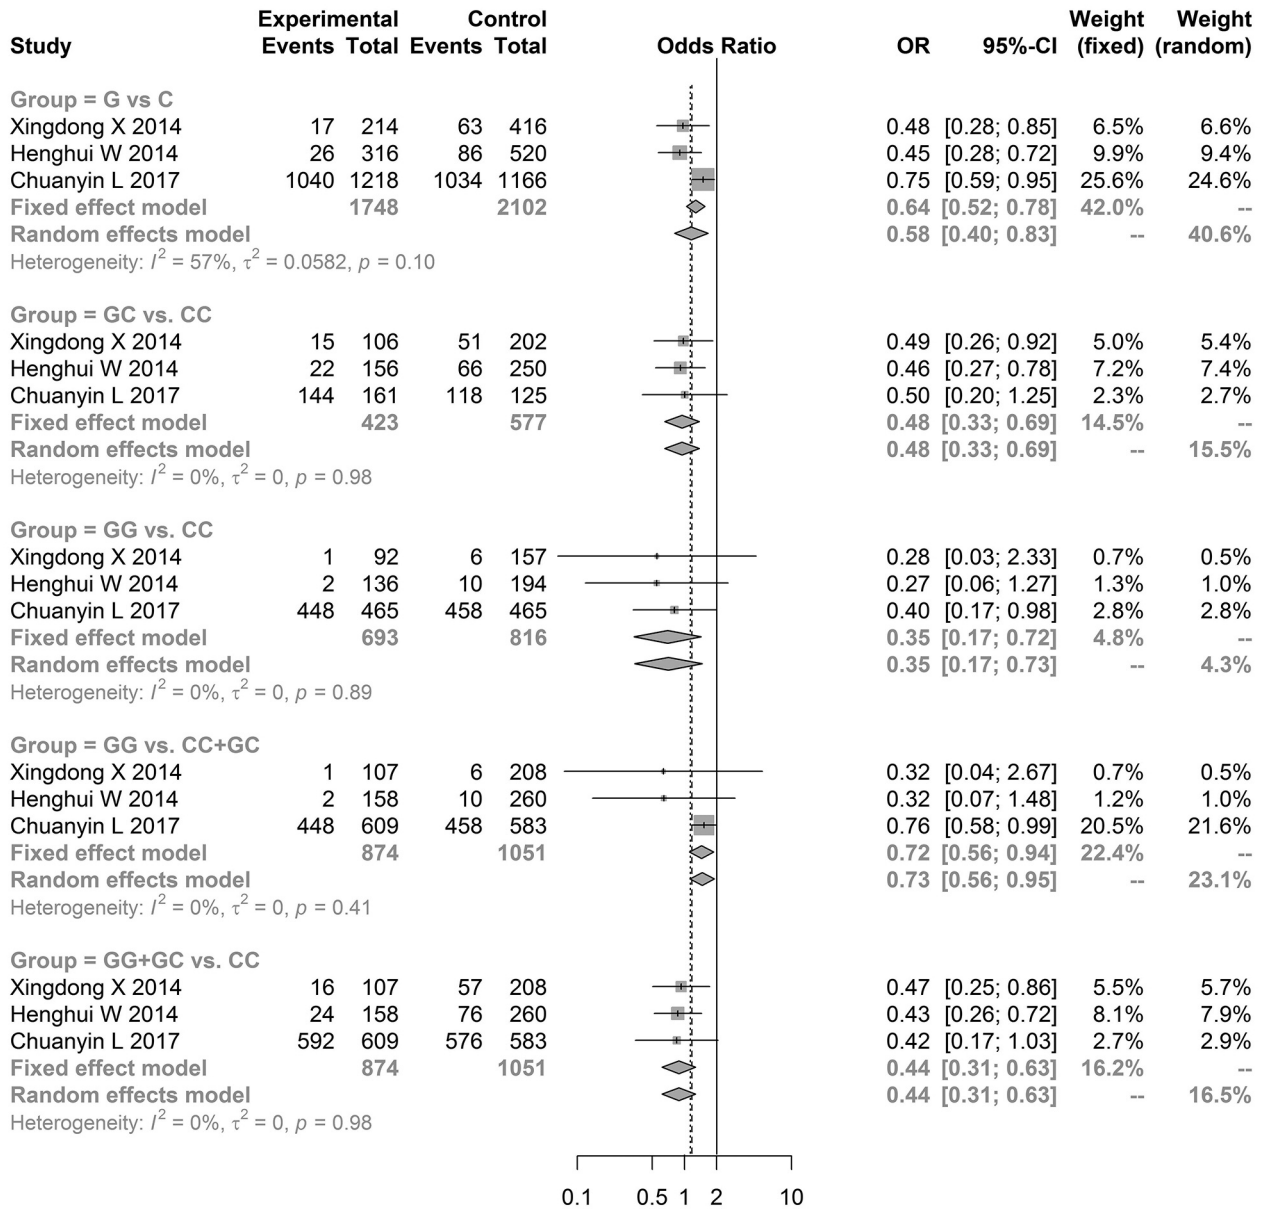 Experimental Control Weight Weight
Study Events Total Events Total Odds Ratio OR 95%-CI (fixed) (random)
Group = G vs C
Xingdong X 2014 17 214 63 416 0.48 [0.28; 0.85] 6.5% 6.6%
Henghui W 2014 26 316 86 520 0.45 [0.28; 0.72] 9.9% 9.4%
Chuanyin L 2017 1040 1218 1034 1166 0.75 [0.59; 0.95] 25.6% 24.6%
Fixed effect model 1748 2102 0.64 [0.52; 0.78] 42.0% --
Random effects model 0.58 [0.40; 0.83] -- 40.6%
Heterogeneity: I² = 57%, τ² = 0.0582, p = 0.10
Group = GC vs. CC
Xingdong X 2014 15 106 51 202 0.49 [0.26; 0.92] 5.0% 5.4%
Henghui W 2014 22 156 66 250 0.46 [0.27; 0.78] 7.2% 7.4%
Chuanyin L 2017 144 161 118 125 0.50 [0.20; 1.25] 2.3% 2.7%
Fixed effect model 423 577 0.48 [0.33; 0.69] 14.5% --
Random effects model 0.48 [0.33; 0.69] -- 15.5%
Heterogeneity: I² = 0%, τ² = 0, p = 0.98
Group = GG vs. CC
Xingdong X 2014 1 92 6 157 0.28 [0.03; 2.33] 0.7% 0.5%
Henghui W 2014 2 136 10 194 0.27 [0.06; 1.27] 1.3% 1.0%
Chuanyin L 2017 448 465 458 465 0.40 [0.17; 0.98] 2.8% 2.8%
Fixed effect model 693 816 0.35 [0.17; 0.72] 4.8% --
Random effects model 0.35 [0.17; 0.73] -- 4.3%
Heterogeneity: I² = 0%, τ² = 0, p = 0.89
Group = GG vs. CC+GC
Xingdong X 2014 1 107 6 208 0.32 [0.04; 2.67] 0.7% 0.5%
Henghui W 2014 2 158 10 260 0.32 [0.07; 1.48] 1.2% 1.0%
Chuanyin L 2017 448 609 458 583 0.76 [0.58; 0.99] 20.5% 21.6%
Fixed effect model 874 1051 0.72 [0.56; 0.94] 22.4% --
Random effects model 0.73 [0.56; 0.95] -- 23.1%
Heterogeneity: I² = 0%, τ² = 0, p = 0.41
Group = GG+GC vs. CC
Xingdong X 2014 16 107 57 208 0.47 [0.25; 0.86] 5.5% 5.7%
Henghui W 2014 24 158 76 260 0.43 [0.26; 0.72] 8.1% 7.9%
Chuanyin L 2017 592 609 576 583 0.42 [0.17; 1.03] 2.7% 2.9%
Fixed effect model 874 1051 0.44 [0.31; 0.63] 16.2% --
Random effects model 0.44 [0.31; 0.63] -- 16.5%
Heterogeneity: I² = 0%, τ² = 0, p = 0.98
0.1 0.5 1 2 10